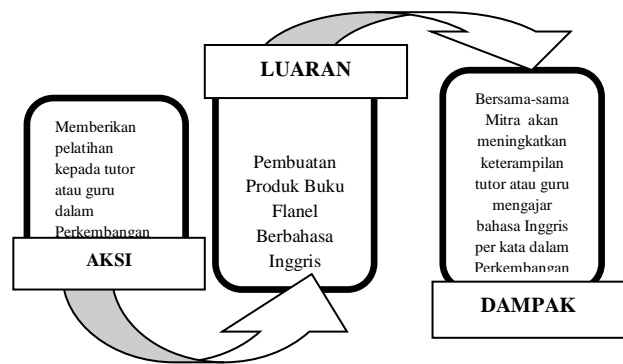 Memberikan
pelatihan
kepada tutor
atau guru
dalam
Perkembangan
AKSI
LUARAN
Pembuatan
Produk Buku
Flanel
Berbahasa
Inggris
Bersama-sama
Mitra akan
meningkatkan
keterampilan
tutor atau guru
mengajar
bahasa Inggris
per kata dalam
Perkembangan
DAMPAK